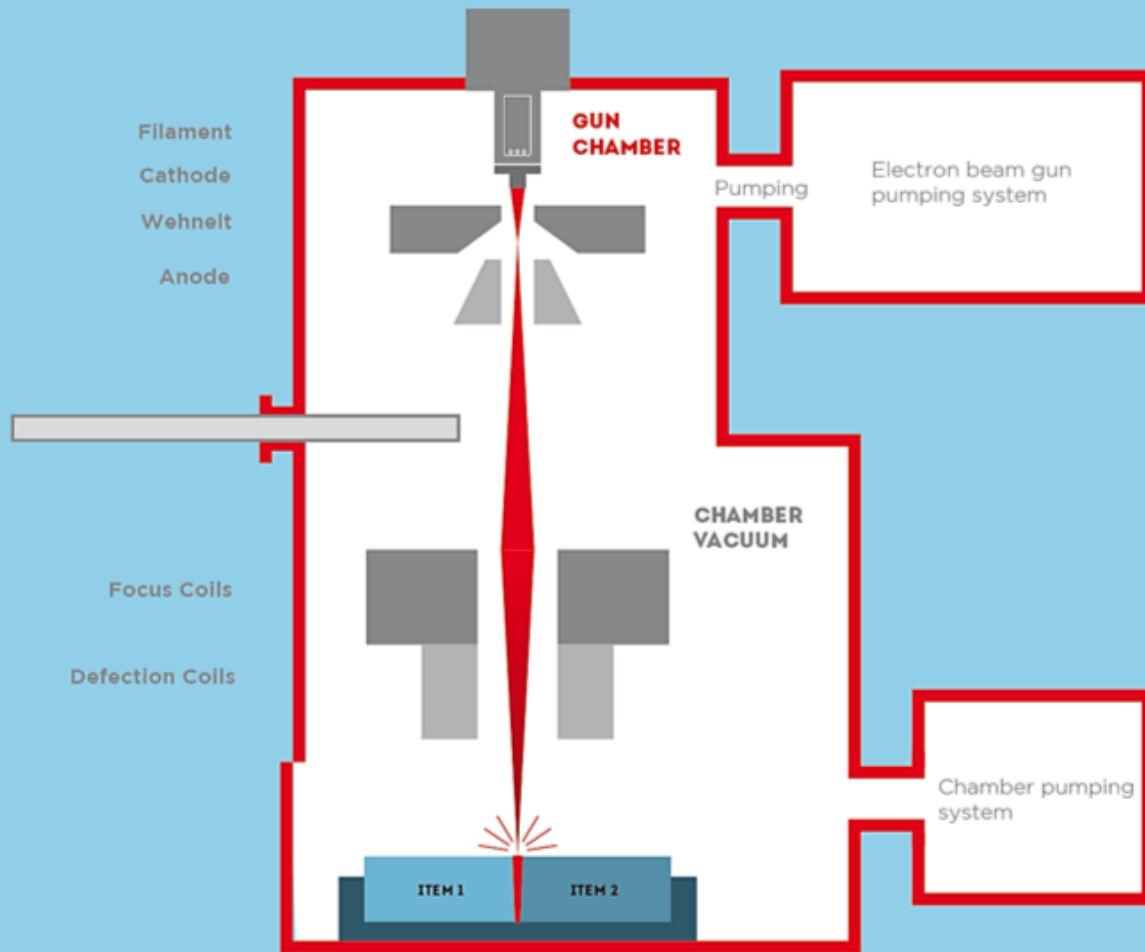 Filament
Cathode
Wehnelt
Anode
GUN
CHAMBER
Pumping
Electron beam gun
pumping system
CHAMBER
VACUUM
Focus Coils
Defection Coils
Chamber pumping
system
ITEM 1
ITEM 2